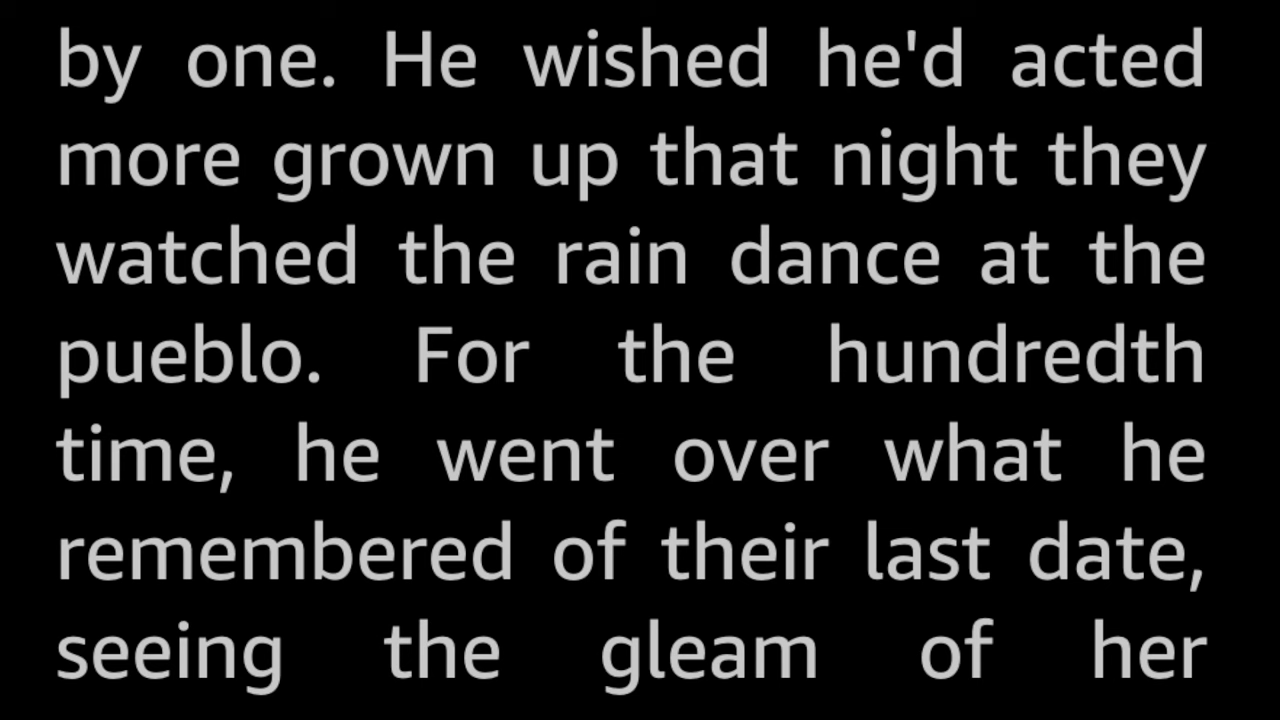 by one. He wished he'd acted
more grown up that night they
watched the rain dance at the
pueblo. For the hundredth
time, he went over what he
remembered of their last date,
seeing the gleam of her